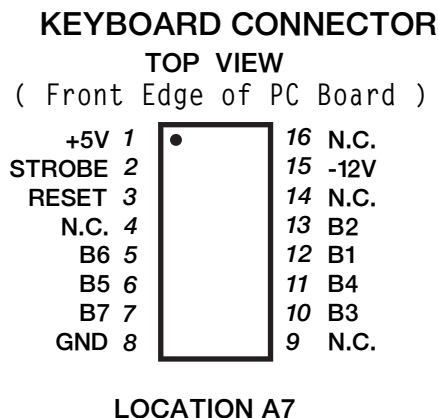 KEYBOARD CONNECTOR
TOP VIEW
( Front Edge of PC Board )
+5V 1 16 N.C.
STROBE 2 15 -12V
RESET 3 14 N.C.
N.C. 4 13 B2
B6 5 12 B1
B5 6 11 B4
B7 7 10 B3
GND 8 9 N.C.
LOCATION A7